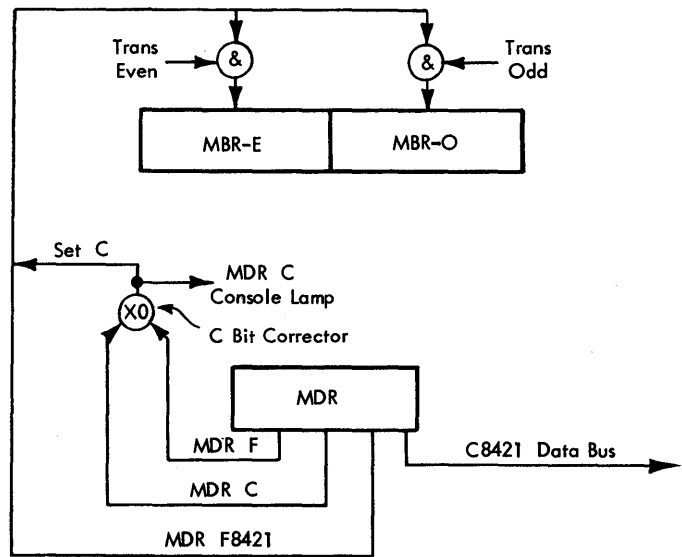 Trans
Even
&
&
Trans
Odd
MBR-E
MBR-O
Set C
MDR C
Console Lamp
XO
C Bit Corrector
MDR
MDR F
C8421 Data Bus
MDR C
MDR F8421